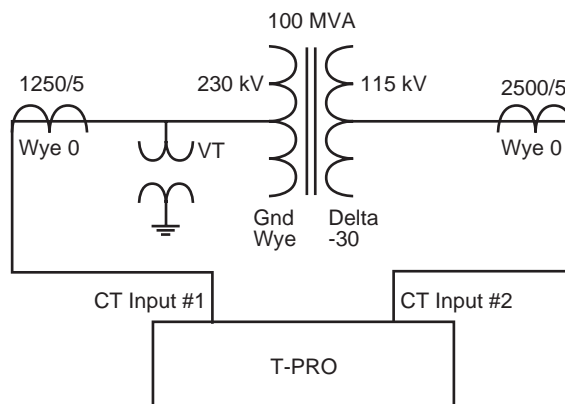 100 MVA
1250/5
230 kV
115 kV
2500/5
Wye 0
VT
Wye 0
Gnd
Wye
Delta
-30
CT Input #1
CT Input #2
T-PRO